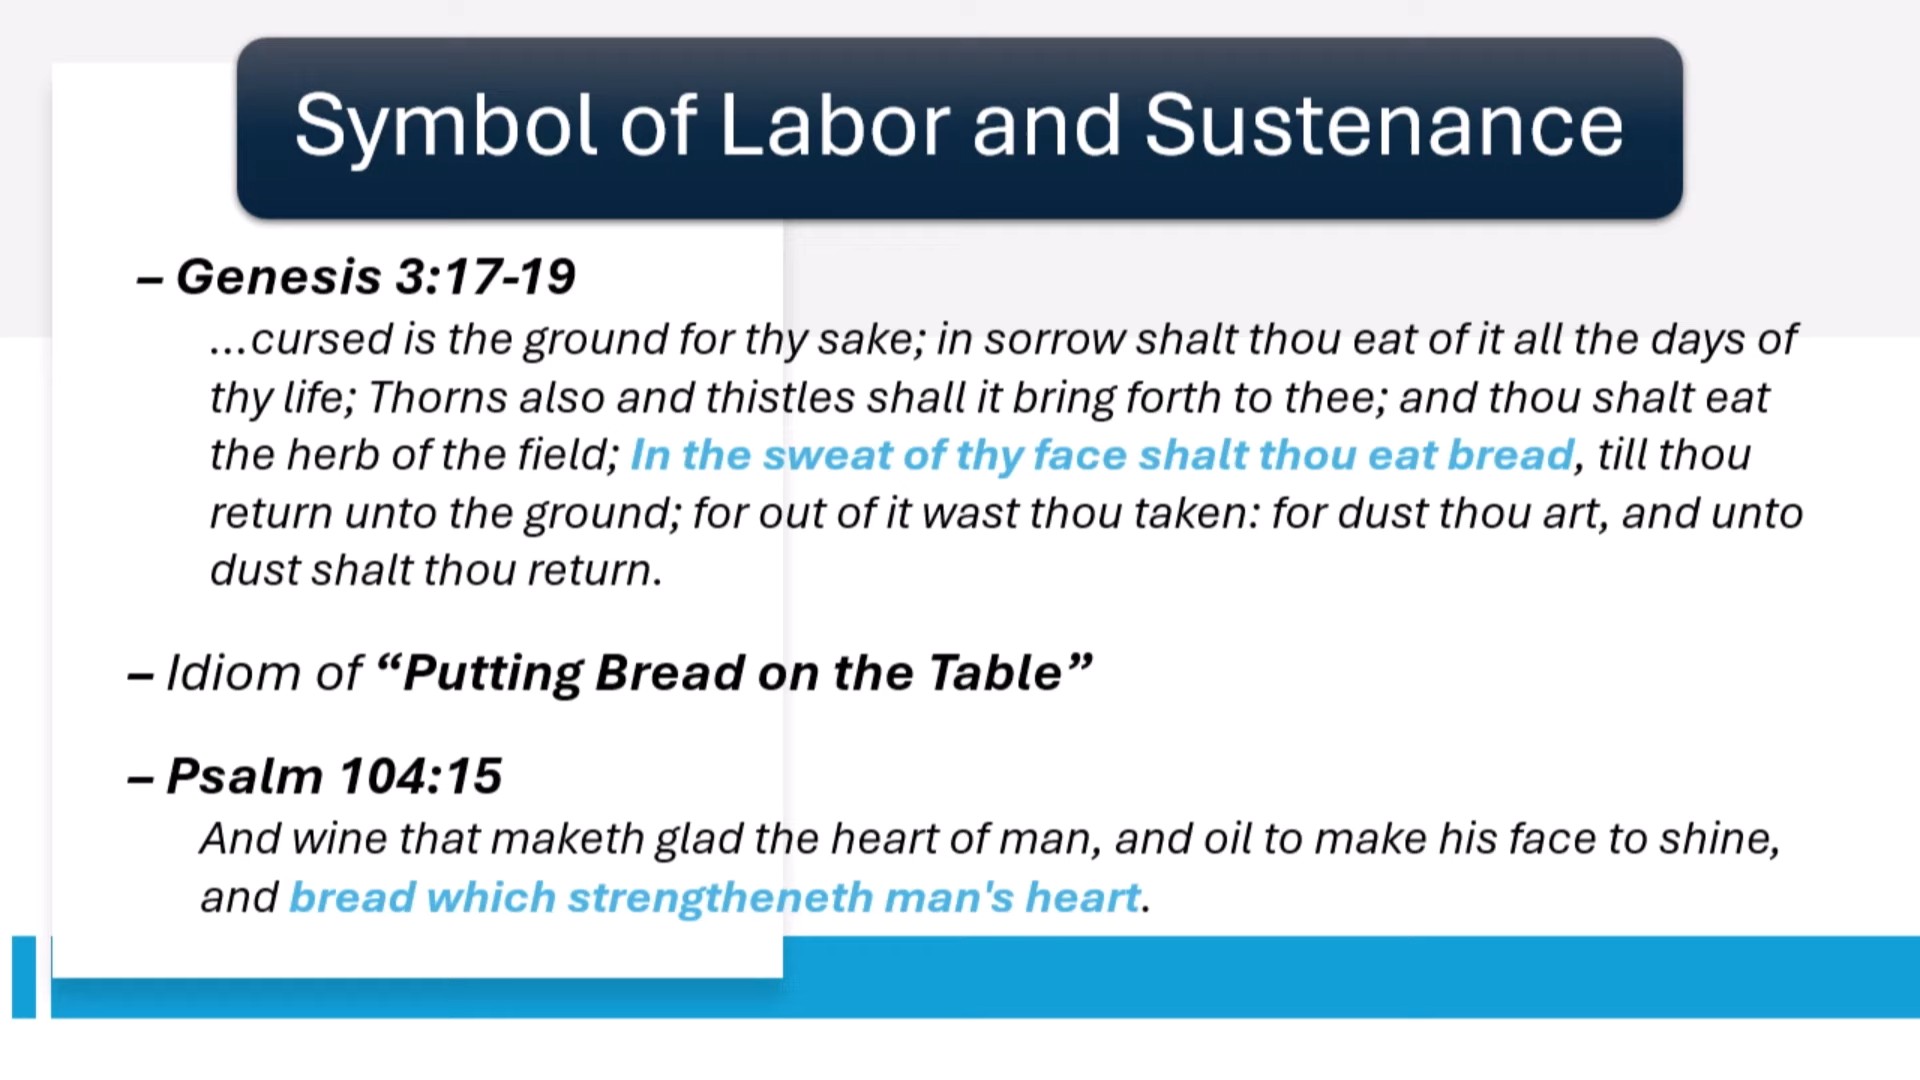 Symbol of Labor and Sustenance
– Genesis 3:17-19
...cursed is the ground for thy sake; in sorrow shalt thou eat of it all the days of
thy life; Thorns also and thistles shall it bring forth to thee; and thou shalt eat
the herb of the field; In the sweat of thy face shalt thou eat bread, till thou
return unto the ground; for out of it wast thou taken: for dust thou art, and unto
dust shalt thou return.
– Idiom of “Putting Bread on the Table”
– Psalm 104:15
And wine that maketh glad the heart of man, and oil to make his face to shine,
and bread which strengtheneth man's heart.